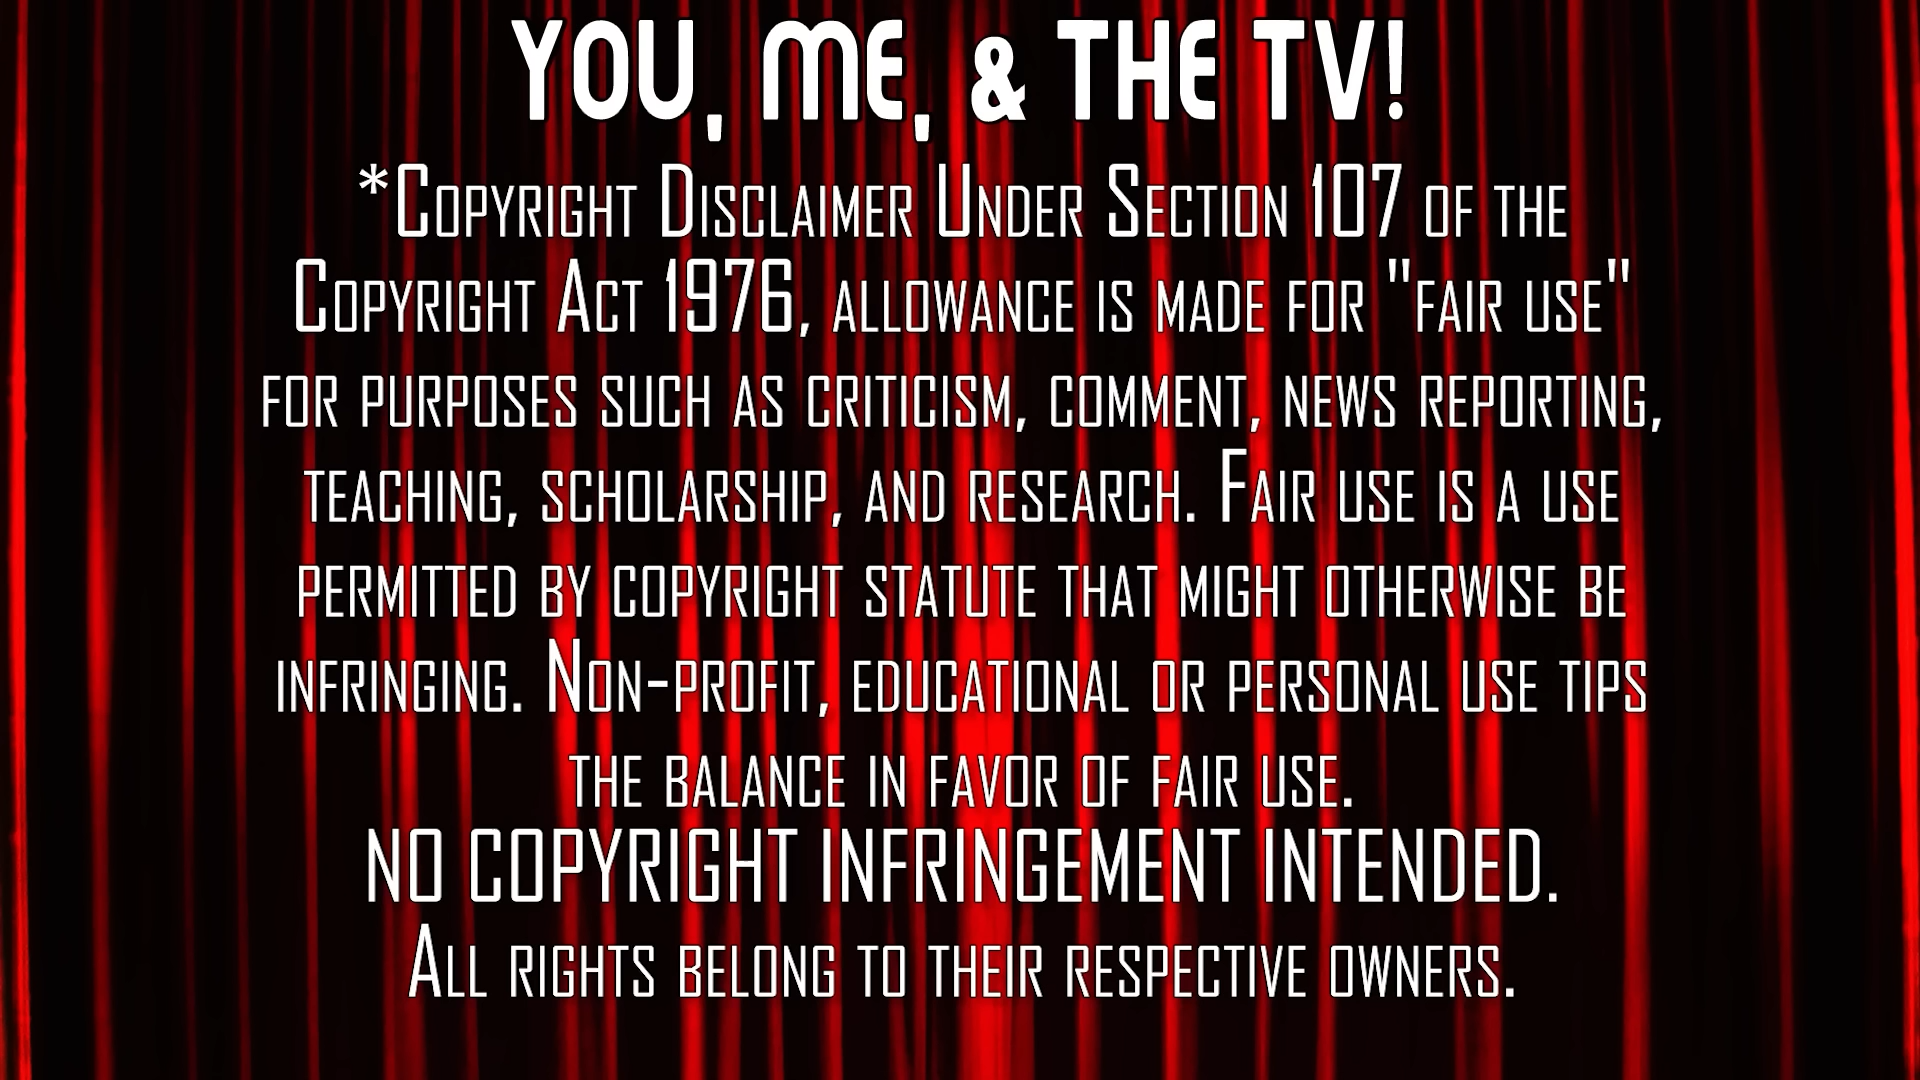 YOU, ME, & THE TV!
*Copyright Disclaimer Under Section 107 of the
Copyright Act 1976, allowance is made for "fair use"
for purposes such as criticism, comment, news reporting,
teaching, scholarship, and research. Fair use is a use
permitted by copyright statute that might otherwise be
infringing. Non-profit, educational or personal use tips
the balance in favor of fair use.
NO COPYRIGHT INFRINGEMENT INTENDED.
All rights belong to their respective owners.